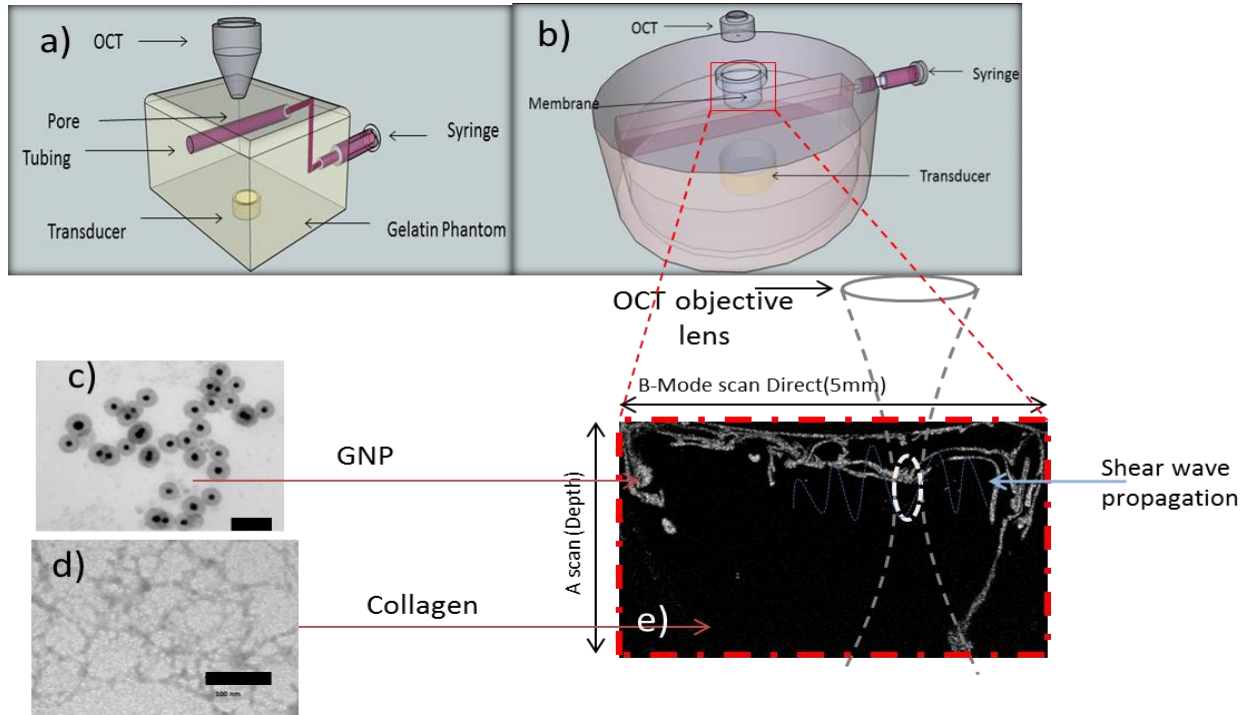 a)
OCT
Pore
Tubing
Syringe
Transducer
Gelatin Phantom
b)
OCT
Syringe
Membrane
Transducer
OCT objective
lens
B-Mode scan Direct(5mm)
c)
GNP
A scan (Depth)
Shear wave
propagation
d)
Collagen
100 nm
e)